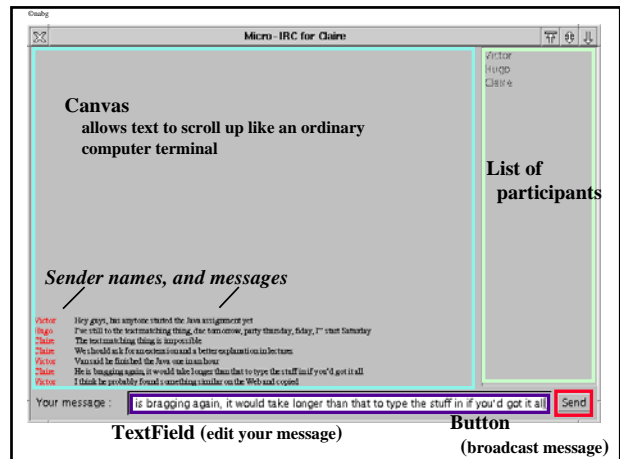 ©nabg
Micro-IRC for Claire
Victor
Hugo
Claire
Canvas
allows text to scroll up like an ordinary
computer terminal
List of
participants
Sender names, and messages
Victor Hey guys, has anyone started the Java assignment yet
Hugo I've still to the textmatching thing, due tomorrow, party thursday, fiday, I'' start Saturday
Claire The textmatching thing is impossible
Claire We should ask for an extension and a better explanation in lectures
Victor Van said he finished the Java one in an hour
Claire He is bragging again, it would take longer than that to type the stuff in if you'd got it all
Victor I think he probably found something similar on the Web and copied
Your message : is bragging again, it would take longer than that to type the stuff in if you'd got it all Send
TextField (edit your message)
Button
(broadcast message)